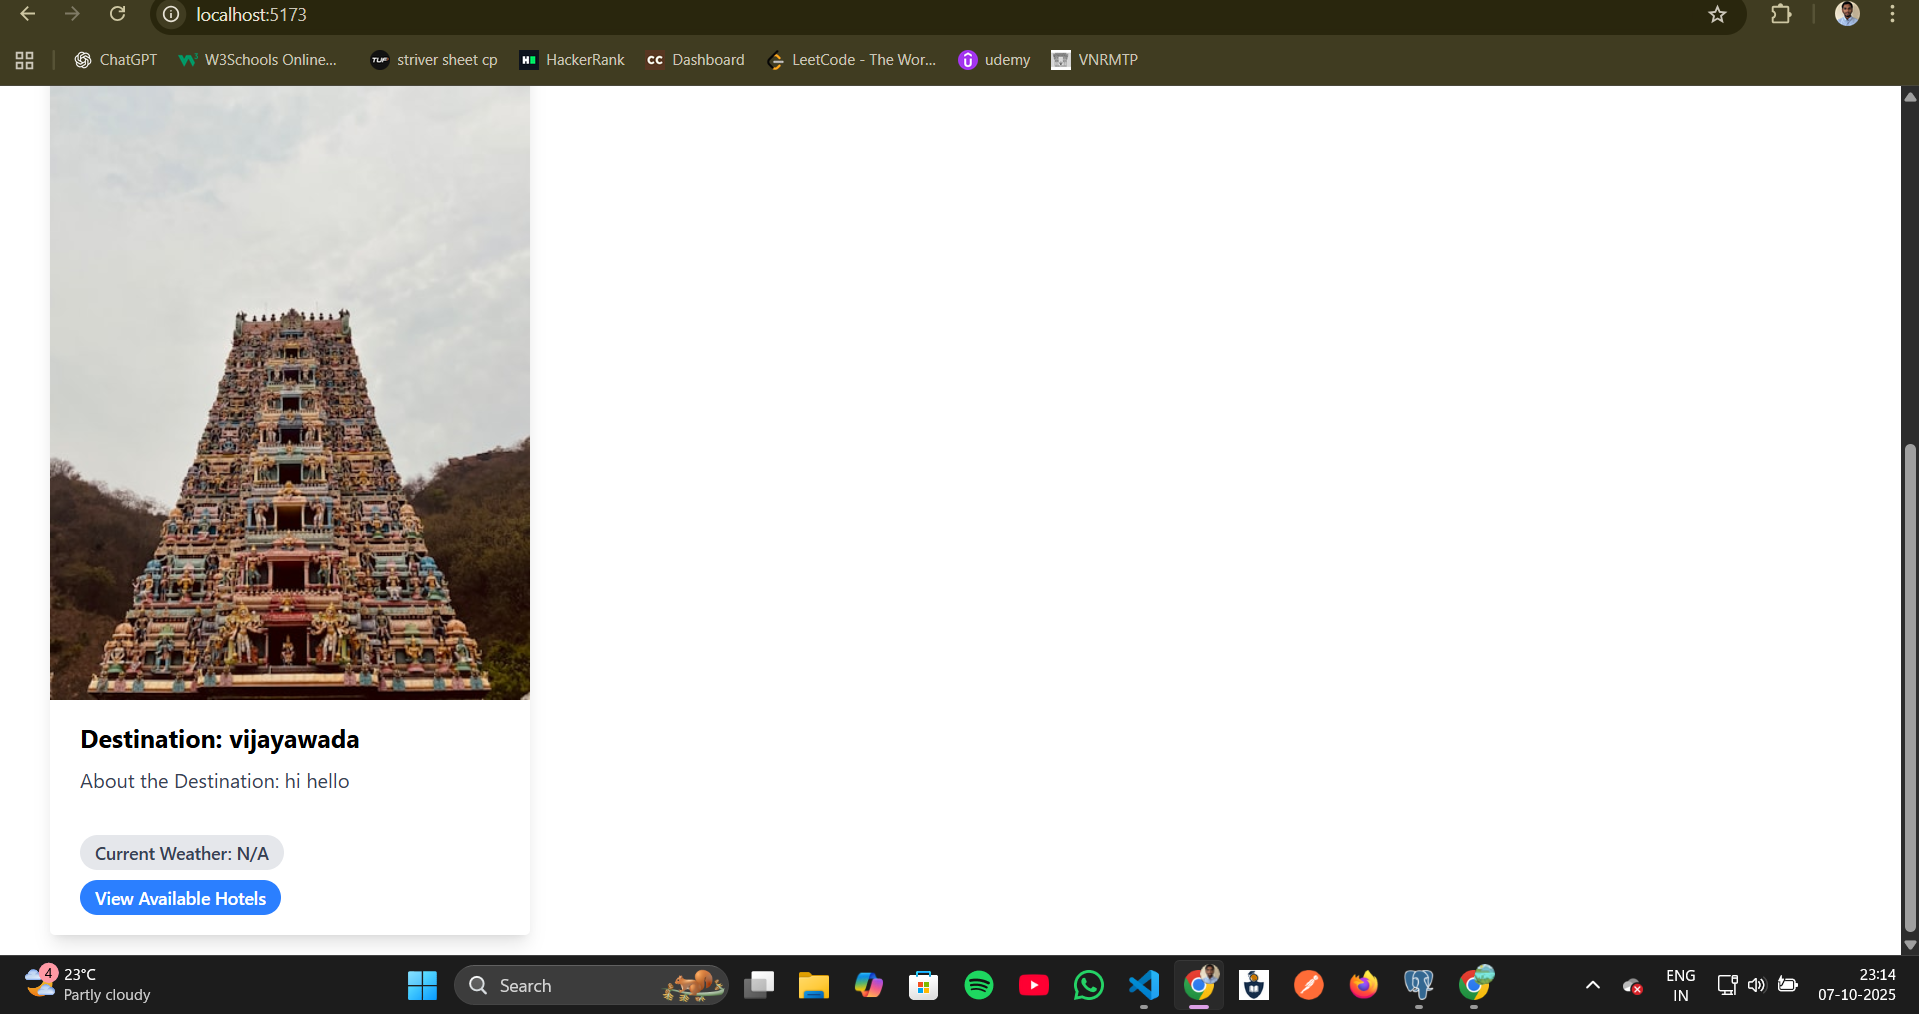 localhost:5173
ChatGPT
W3Schools Online...
TUF
striver sheet cp
HackerRank
CC
Dashboard
LeetCode - The Wor...
udemy
VNRMTP
Destination: vijayawada
About the Destination: hi hello
Current Weather: N/A
View Available Hotels
4
23°C
Partly cloudy
Search
ENG
IN
23:14
07-10-2025